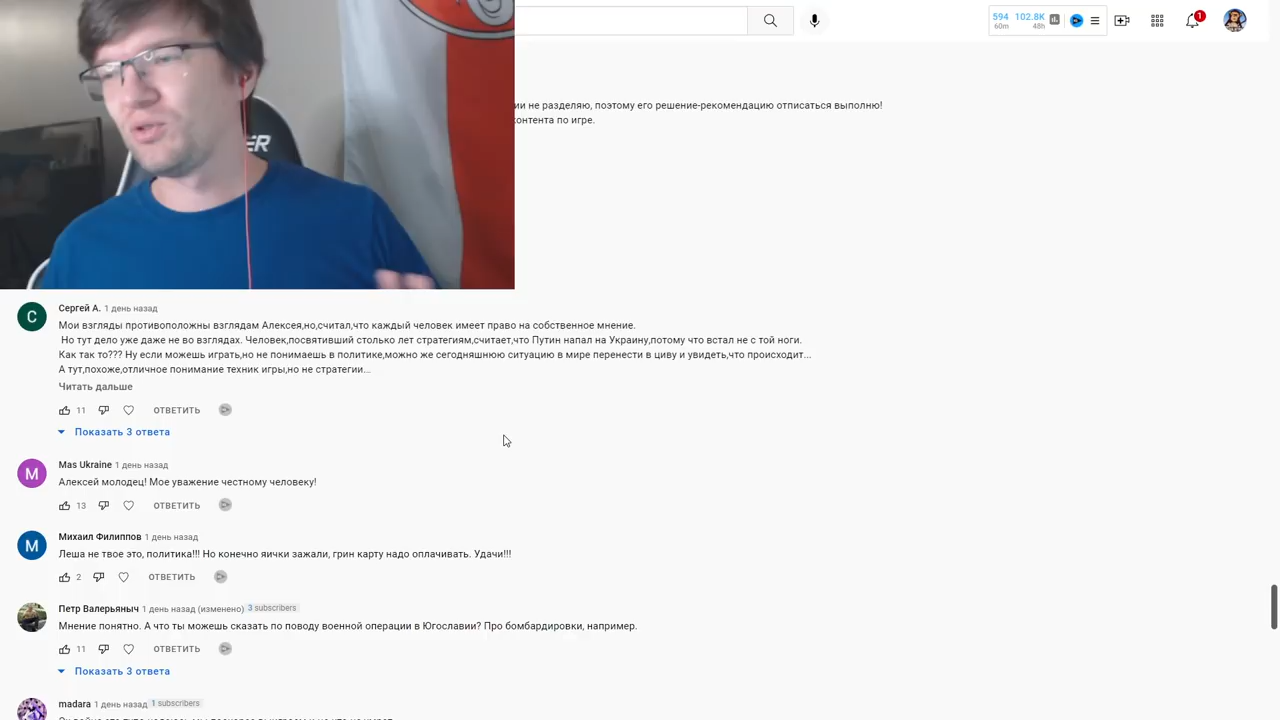 594 102.8K
60m 48h
1
ии не разделяю, поэтому его решение-рекомендацию отписаться выполню!
контента по игре.
ER
С
Сергей А. 1 день назад
Мои взгляды противоположны взглядам Алексея,но,считал,что каждый человек имеет право на собственное мнение.
Но тут дело уже даже не во взглядах. Человек,посвятивший столько лет стратегиям,считает,что Путин напал на Украину,потому что встал не с той ноги.
Как так то??? Ну если можешь играть,но не понимаешь в политике,можно же сегодняшнюю ситуацию в мире перенести в циву и увидеть,что происходит...
А тут,похоже,отличное понимание техник игры,но не стратегии...
Читать дальше
11 ОТВЕТИТЬ
Показать 3 ответа
M
Mas Ukraine 1 день назад
Алексей молодец! Мое уважение честному человеку!
13 ОТВЕТИТЬ
М
Михаил Филиппов 1 день назад
Леша не твое это, политика!!! Но конечно яички зажали, грин карту надо оплачивать. Удачи!!!
2 ОТВЕТИТЬ
Петр Валерьяныч 1 день назад (изменено) 3 subscribers
Мнение понятно. А что ты можешь сказать по поводу военной операции в Югославии? Про бомбардировки, например.
11 ОТВЕТИТЬ
Показать 3 ответа
madara 1 день назад 1 subscribers